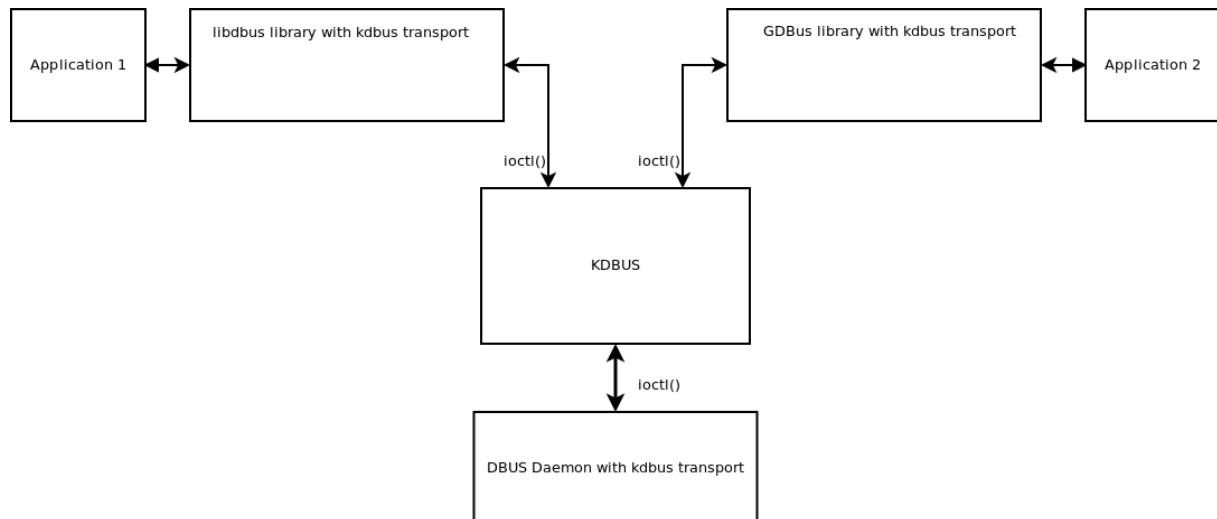 libdbus library with kdbus transport
GDBus library with kdbus transport
Application 1
Application 2
ioctl()
ioctl()
KDBUS
ioctl()
DBUS Daemon with kdbus transport